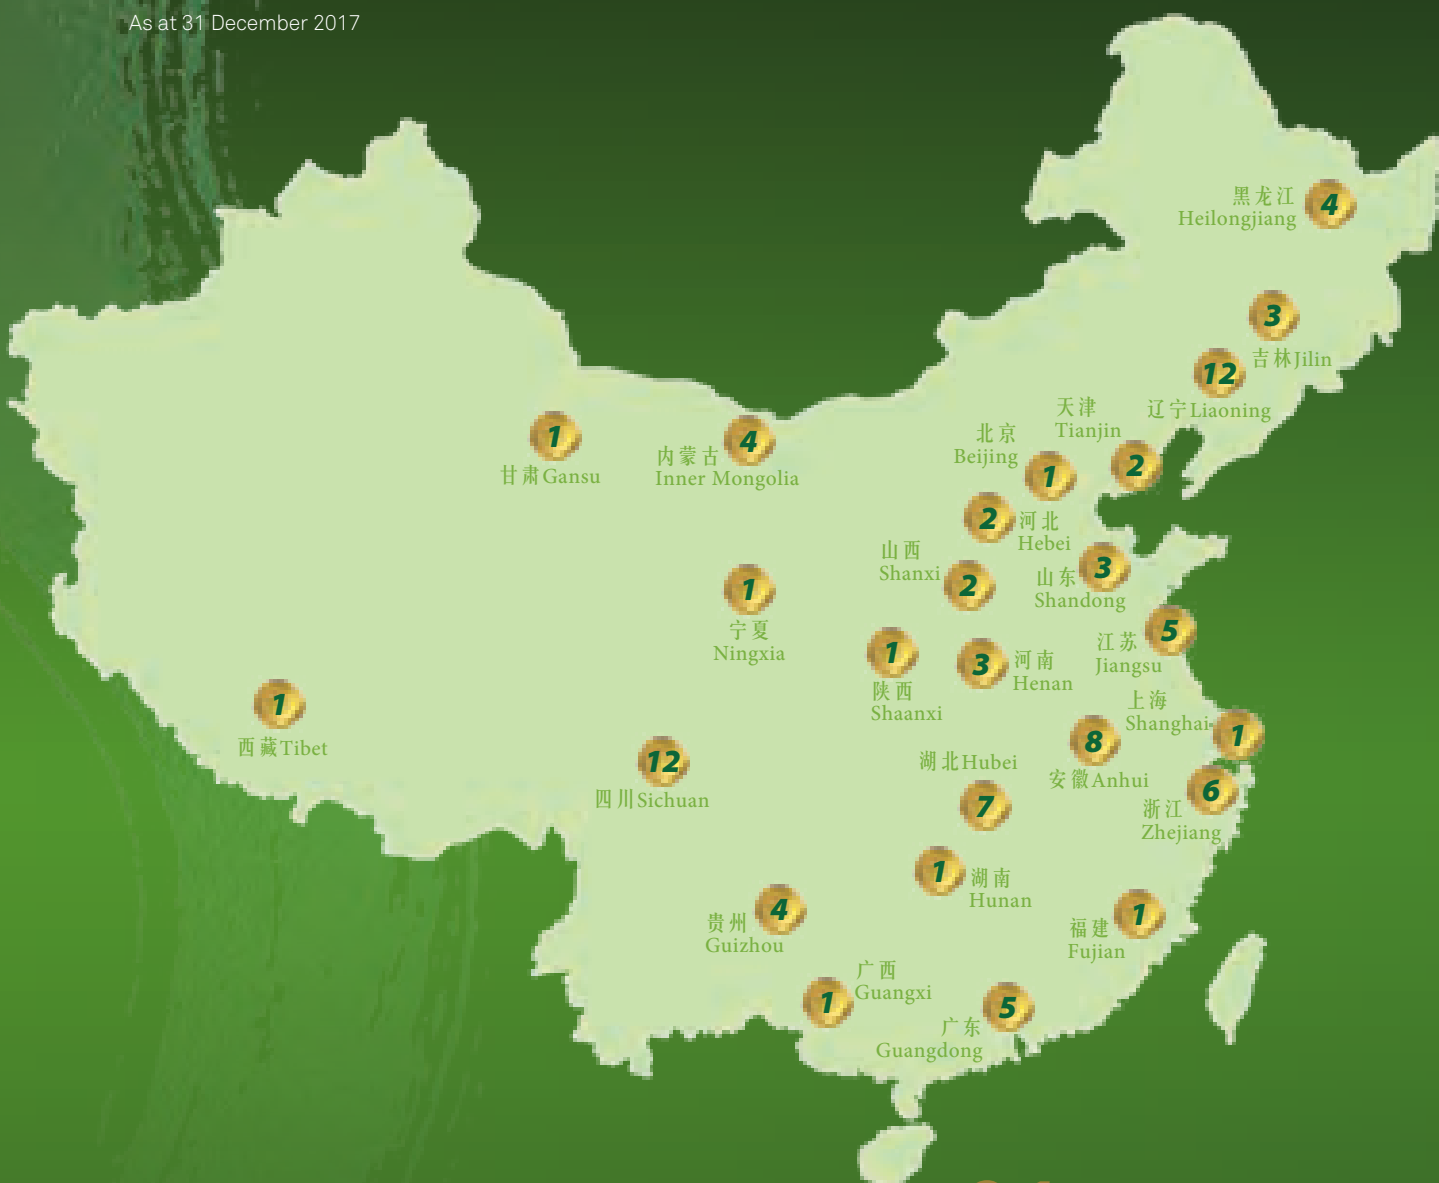 As at 31 December 2017
黑龙江
Heilongjiang
4
3
吉林Jilin
12
辽宁Liaoning
天津
Tianjin
2
北京
Beijing
1
1
甘肃Gansu
4
内蒙古
Inner Mongolia
2
河北
Hebei
山西
Shanxi
2
3
山东
Shandong
1
宁夏
Ningxia
5
江苏
Jiangsu
1
陕西
Shaanxi
3
河南
Henan
1
西藏Tibet
上海
Shanghai
1
8
安徽Anhui
12
四川Sichuan
湖北Hubei
7
6
浙江
Zhejiang
1
湖南
Hunan
4
贵州
Guizhou
1
福建
Fujian
1
广西
Guangxi
5
广东
Guangdong